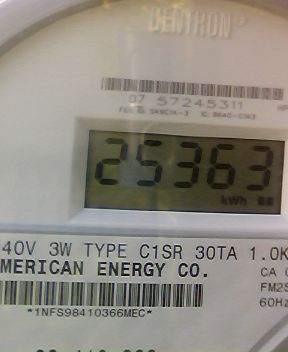 CENTRON®
07 57245311
25363
kWh
40V 3W TYPE C1SR 30TA 1.0K
MERICAN ENERGY CO.
CA
FM2S
60Hz
*1NFS98410366MEC*